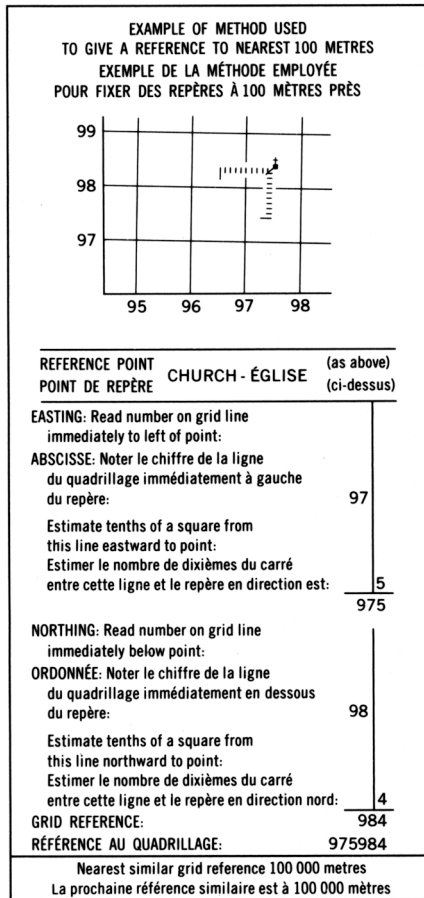 EXAMPLE OF METHOD USED
TO GIVE A REFERENCE TO NEAREST 100 METRES
EXEMPLE DE LA MÉTHODE EMPLOYÉE
POUR FIXER DES REPÈRES À 100 MÈTRES PRÈS
99
98
97
95 96 97 98
REFERENCE POINT
POINT DE REPÈRE
CHURCH - ÉGLISE
(as above)
(ci-dessus)
EASTING: Read number on grid line
immediately to left of point:
ABSCISSE: Noter le chiffre de la ligne
du quadrillage immédiatement à gauche
du repère: 97
Estimate tenths of a square from
this line eastward to point:
Estimer le nombre de dixièmes du carré
entre cette ligne et le repère en direction est: 5
975
NORTHING: Read number on grid line
immediately below point:
ORDONNÉE: Noter le chiffre de la ligne
du quadrillage immédiatement en dessous
du repère: 98
Estimate tenths of a square from
this line northward to point:
Estimer le nombre de dixièmes du carré
entre cette ligne et le repère en direction nord: 4
GRID REFERENCE: 984
RÉFÉRENCE AU QUADRILLAGE: 975984
Nearest similar grid reference 100 000 metres
La prochaine référence similaire est à 100 000 mètres